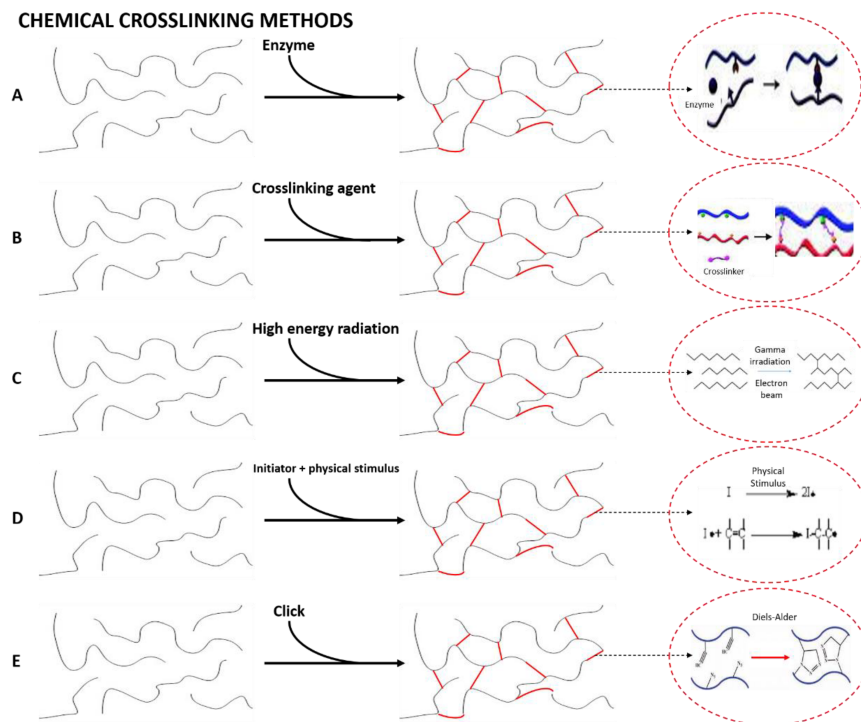 CHEMICAL CROSSLINKING METHODS
Enzyme
A
Enzyme
Crosslinking agent
B
Crosslinker
High energy radiation
C
Gamma
irradiation
Electron
beam
Initiator + physical stimulus
D
Physical
Stimulus
I
2I•
I•+ C=C
I-C-C•
Click
E
Diels-Alder